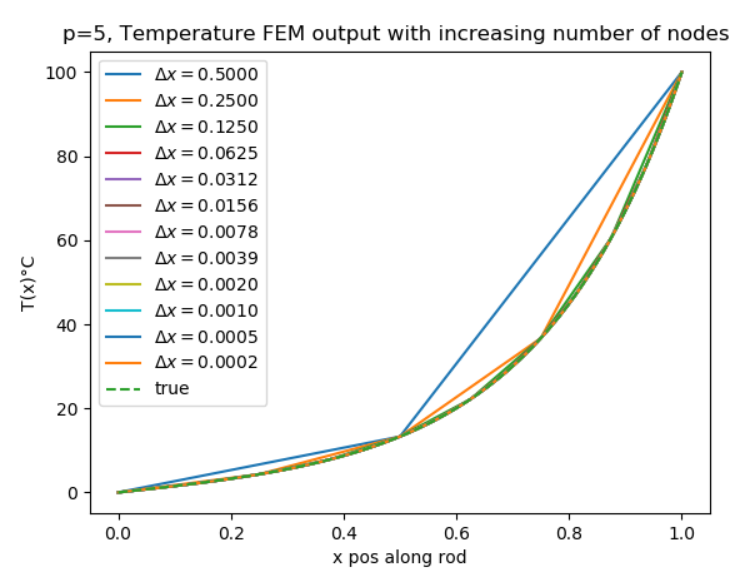 p=5, Temperature FEM output with increasing number of nodes
100
80
60
40
20
0
T(x)°C
Δx = 0.5000
Δx = 0.2500
Δx = 0.1250
Δx = 0.0625
Δx = 0.0312
Δx = 0.0156
Δx = 0.0078
Δx = 0.0039
Δx = 0.0020
Δx = 0.0010
Δx = 0.0005
Δx = 0.0002
true
0.0 0.2 0.4 0.6 0.8 1.0
x pos along rod